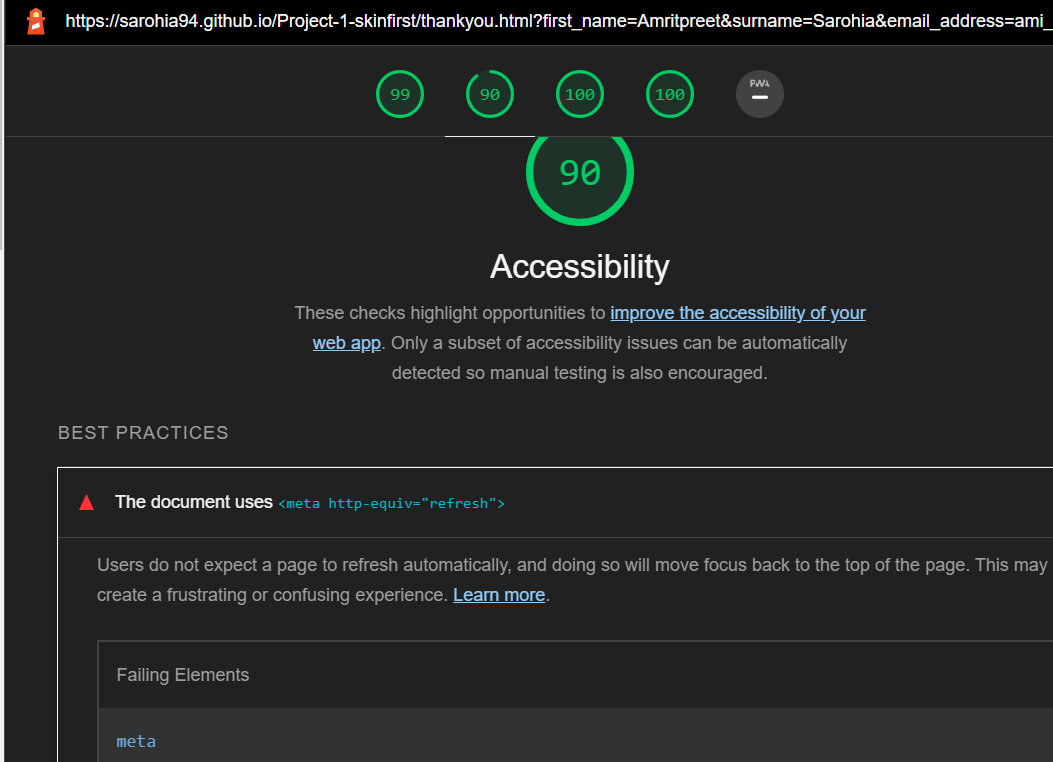 https://sarohia94.github.io/Project-1-skinfirst/thankyou.html?first_name=Amritpreet&surname=Sarohia&email_address=ami_
99 90 100 100 PWA
90
Accessibility
These checks highlight opportunities to improve the accessibility of your
web app. Only a subset of accessibility issues can be automatically
detected so manual testing is also encouraged.
BEST PRACTICES
The document uses <meta http-equiv="refresh">
Users do not expect a page to refresh automatically, and doing so will move focus back to the top of the page. This may
create a frustrating or confusing experience. Learn more.
Failing Elements
meta